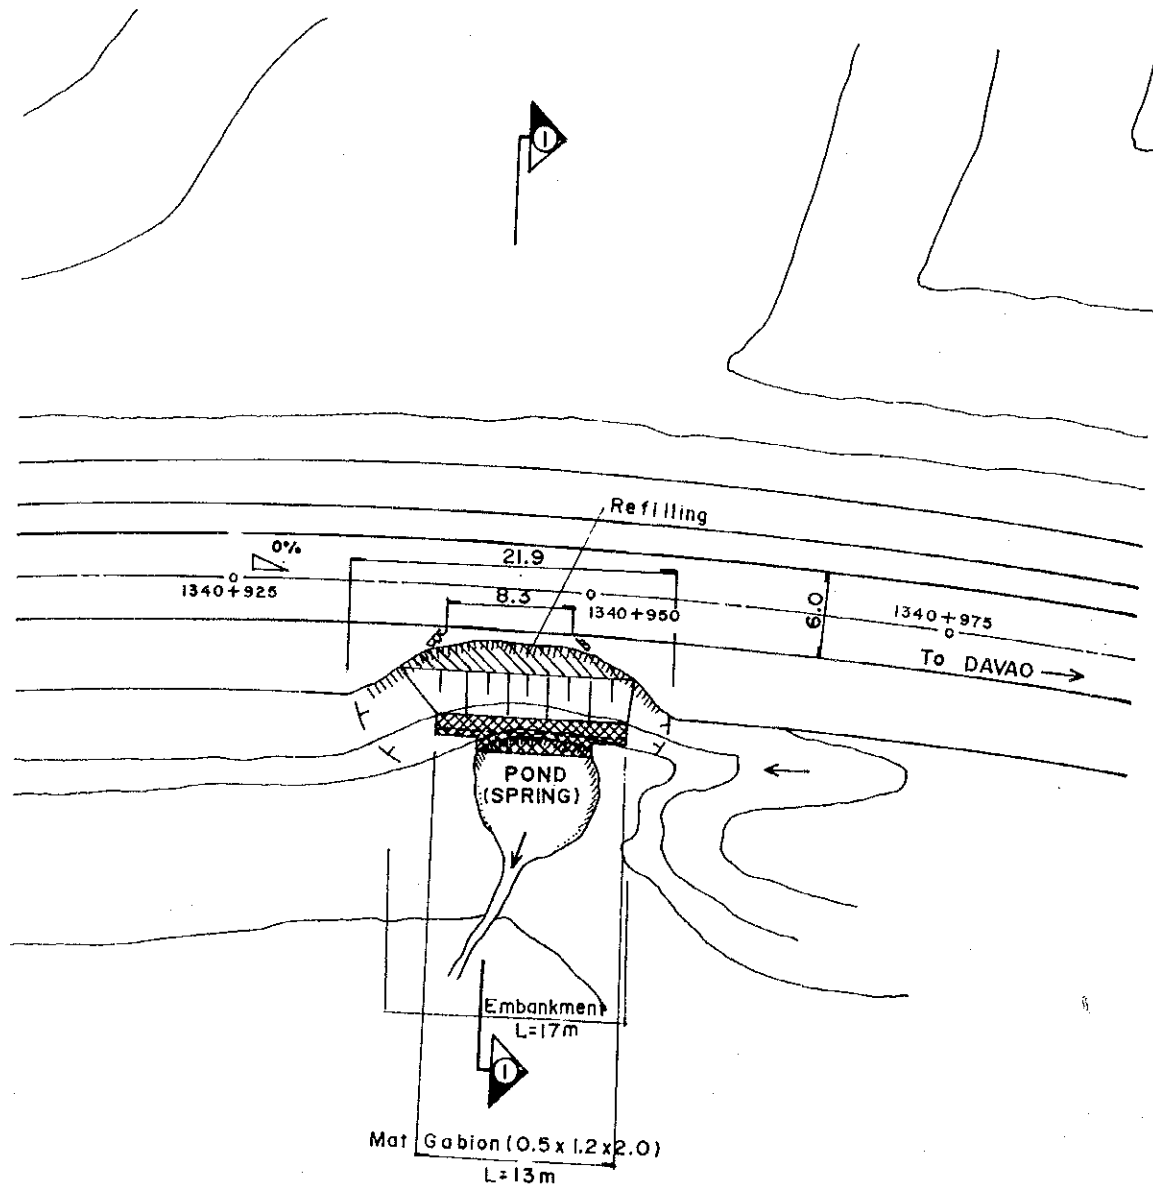 1
Refilling
0%
21.9
1340+925
8.3
1340+950
6.0
1340+975
To DAVAO
POND
(SPRING)
Embankment
L=17m
1
Mat Gabion (0.5 x 1.2 x 2.0)
L=13m